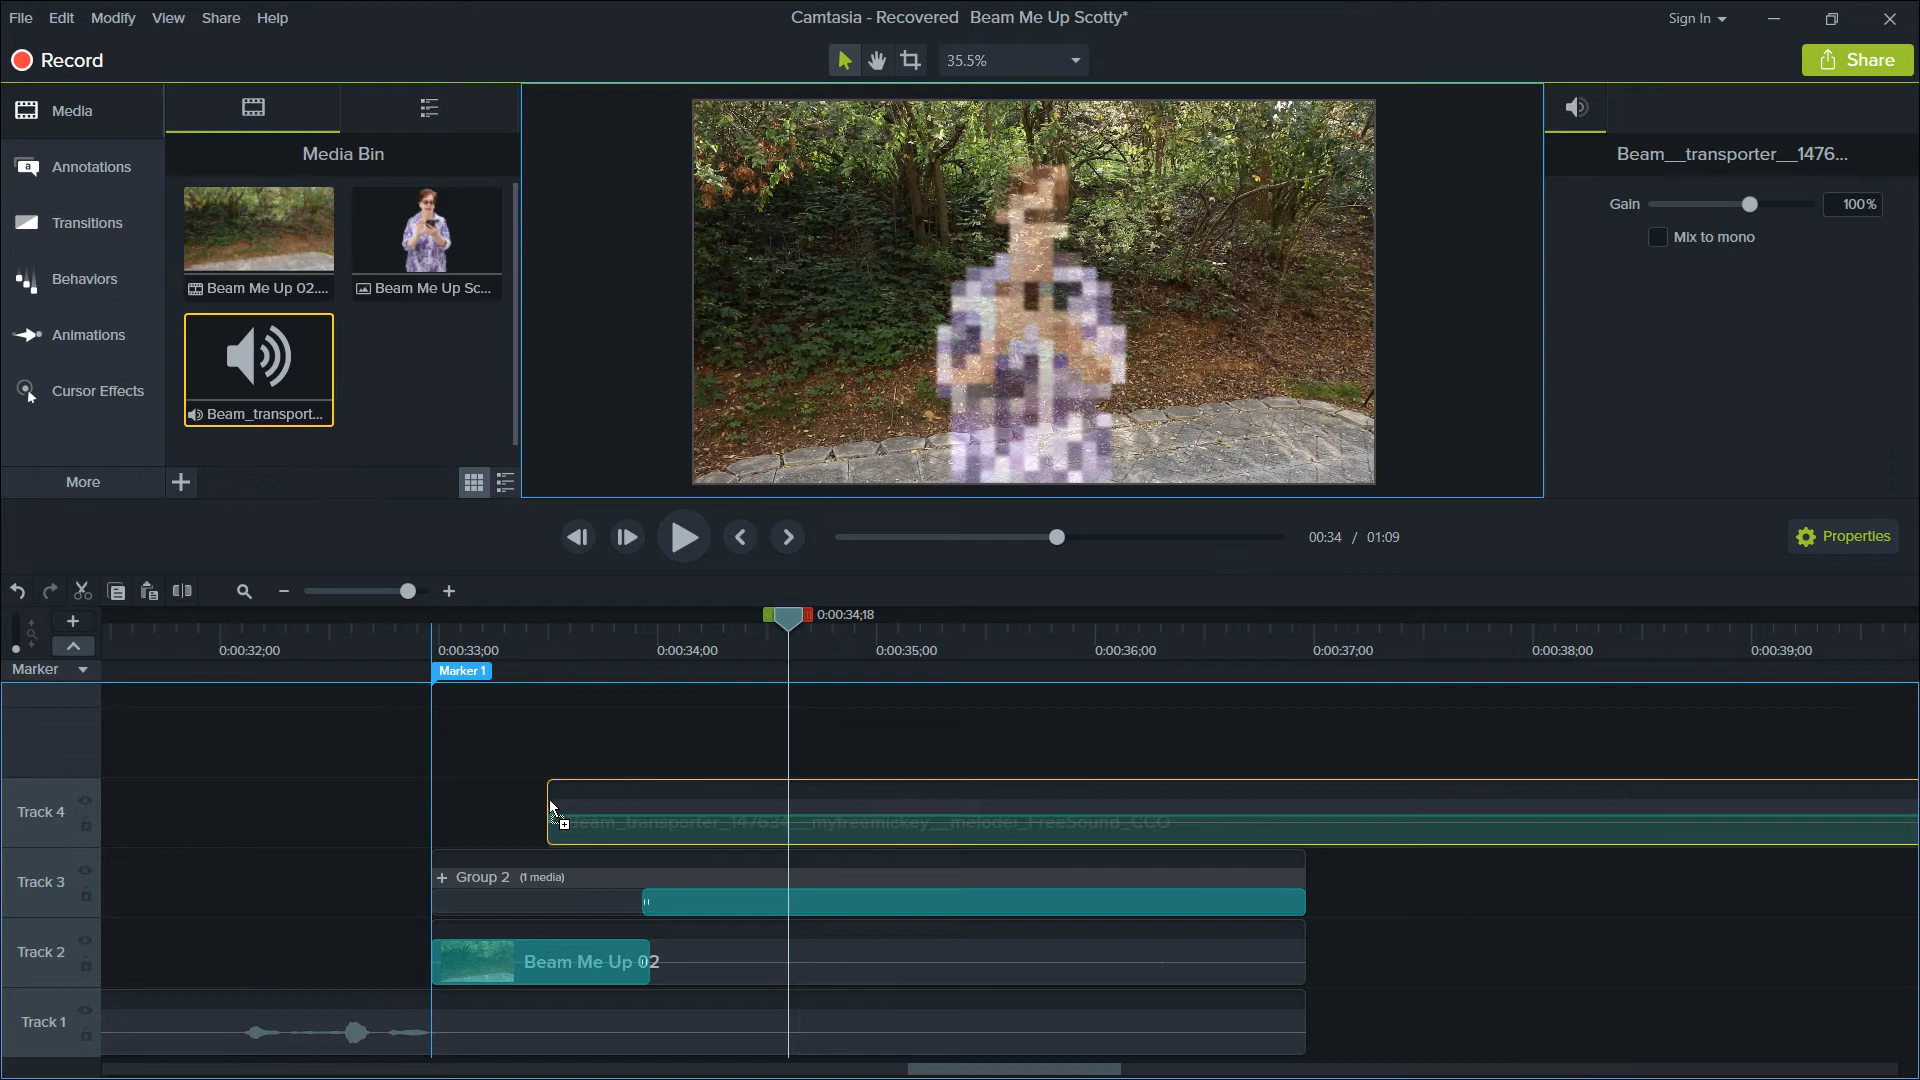 File Edit Modify View Share Help
Camtasia - Recovered Beam Me Up Scotty*
Sign In
Record
35.5%
Share
Media
Annotations
Transitions
Behaviors
Animations
Cursor Effects
More
Media Bin
Beam Me Up 02....
Beam Me Up Sc...
Beam_transport...
Beam__transporter__1476...
Gain
100%
Mix to mono
00:34 / 01:09
Properties
0:00:34;18
0:00:32;00 0:00:33;00 0:00:34;00 0:00:35;00 0:00:36;00 0:00:37;00 0:00:38;00 0:00:39;00
Marker
Marker 1
Track 4
Beam_transporter_147634__myfreemickey__melodei_FreeSound_CCO
Track 3
Group 2 (1 media)
Track 2
Beam Me Up 02
Track 1